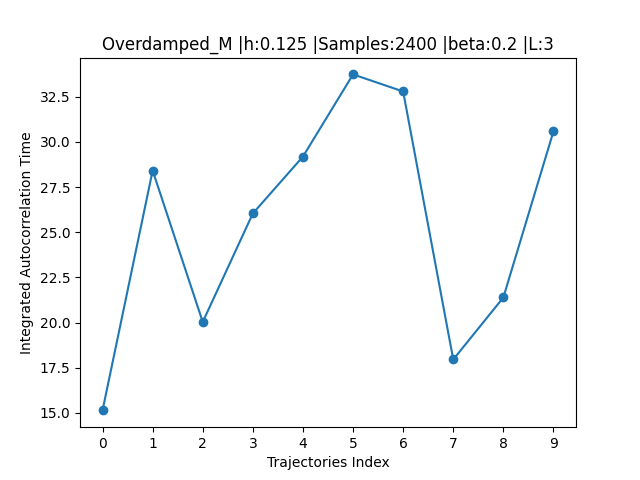 Overdamped_M |h:0.125 |Samples:2400 |beta:0.2 |L:3
Integrated Autocorrelation Time
32.5
30.0
27.5
25.0
22.5
20.0
17.5
15.0
0 1 2 3 4 5 6 7 8 9
Trajectories Index